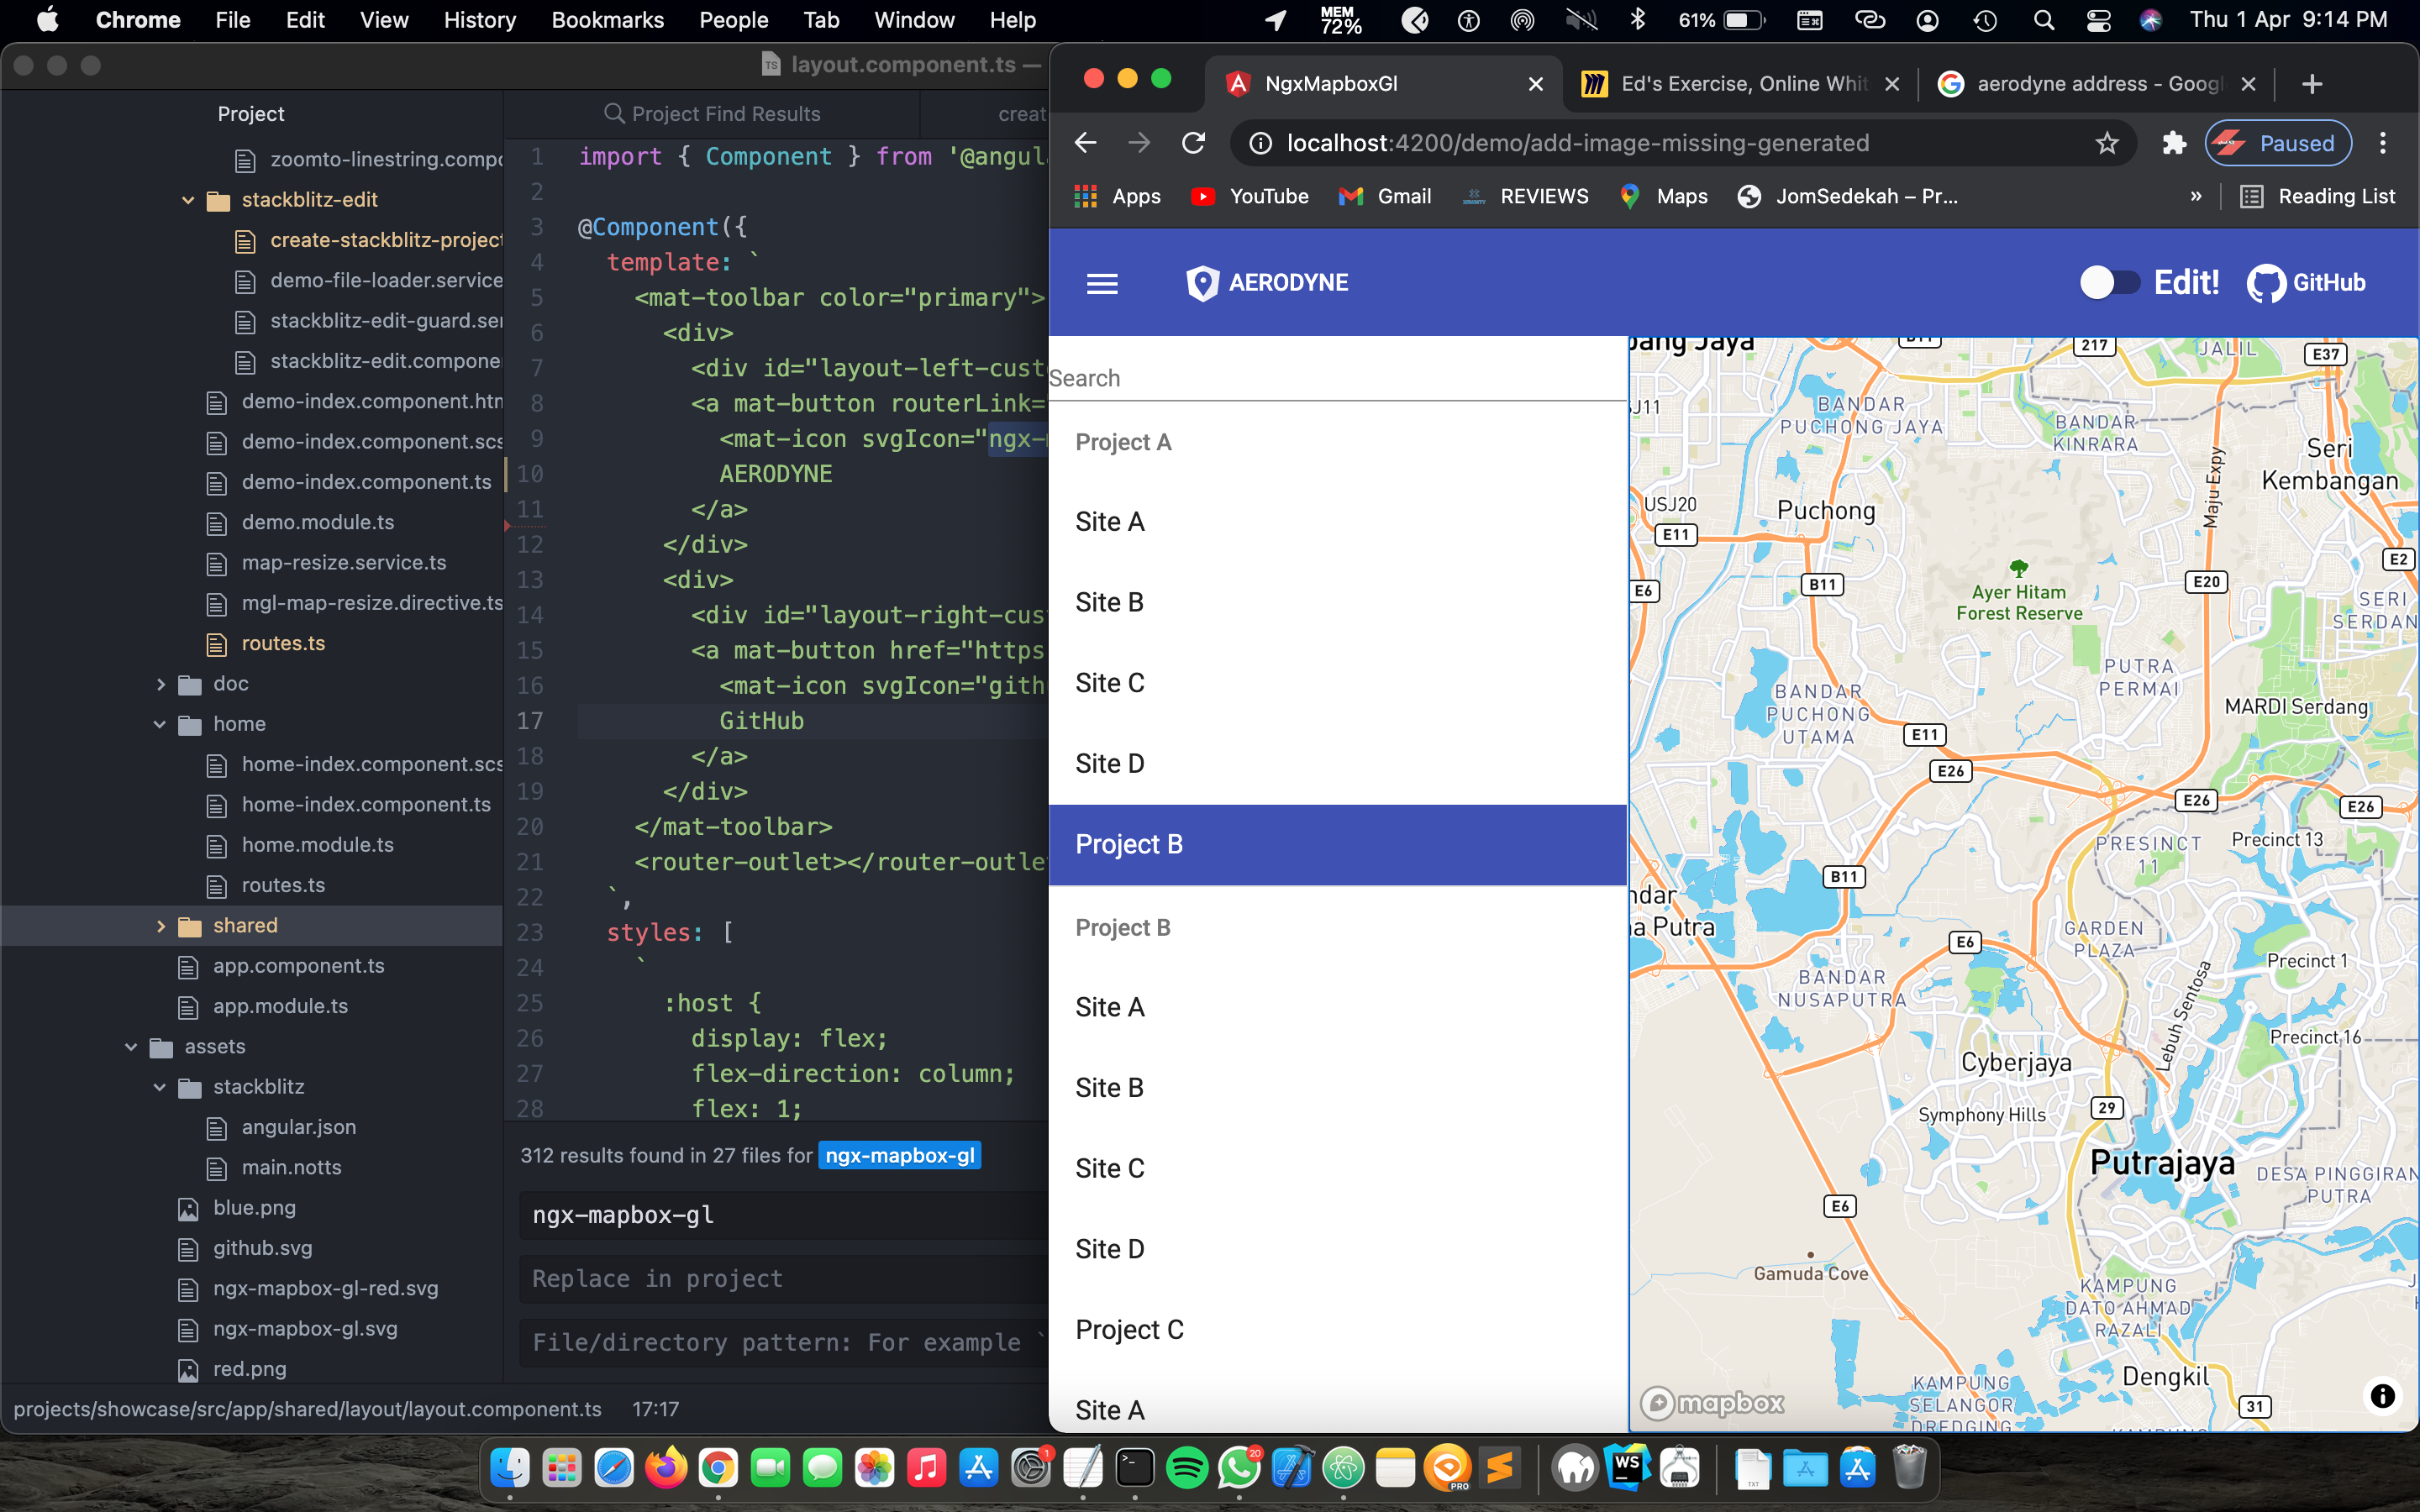 Chrome File Edit View History Bookmarks People Tab Window Help
MEM 72% 61% Thu 1 Apr 9:14 PM
layout.component.ts —
Project
zoomto-linestring.compo
stackblitz-edit
create-stackblitz-project
demo-file-loader.service
stackblitz-edit-guard.ser
stackblitz-edit.compone
demo-index.component.htm
demo-index.component.scs
demo-index.component.ts
demo.module.ts
map-resize.service.ts
mgl-map-resize.directive.ts
routes.ts
doc
home
home-index.component.scs
home-index.component.ts
home.module.ts
routes.ts
shared
app.component.ts
app.module.ts
assets
stackblitz
angular.json
main.notts
blue.png
github.svg
ngx-mapbox-gl-red.svg
ngx-mapbox-gl.svg
red.png
projects/showcase/src/app/shared/layout/layout.component.ts 17:17
Project Find Results creat
1 import { Component } from '@angul
2
3 @Component({
4 template: `
5 <mat-toolbar color="primary">
6 <div>
7 <div id="layout-left-cust
8 <a mat-button routerLink=
9 <mat-icon svgIcon="ngx-m
10 AERODYNE
11 </a>
12 </div>
13 <div>
14 <div id="layout-right-cus
15 <a mat-button href="https
16 <mat-icon svgIcon="gith
17 GitHub
18 </a>
19 </div>
20 </mat-toolbar>
21 <router-outlet></router-outle
22 `,
23 styles: [
24 `
25 :host {
26 display: flex;
27 flex-direction: column;
28 flex: 1;
312 results found in 27 files for ngx-mapbox-gl
ngx-mapbox-gl
Replace in project
File/directory pattern: For example `
NgxMapboxGl
Ed's Exercise, Online Whit
aerodyne address - Googl
localhost:4200/demo/add-image-missing-generated
Paused
Apps YouTube Gmail REVIEWS Maps JomSedekah – Pr... » Reading List
AERODYNE
Edit! GitHub
Search
Project A
Site A
Site B
Site C
Site D
Project B
Project B
Site A
Site B
Site C
Site D
Project C
Site A
bang Jaya
B11
217
JALIL
E37
UJ11
BANDAR
PUCHONG JAYA
BANDAR
KINRARA
Seri
Kembangan
Maju Expy
USJ20
E11
Puchong
E2
E6
B11
E20
Ayer Hitam
Forest Reserve
SERI
SERDAN
PUTRA
PERMAI
BANDAR
PUCHONG
UTAMA
MARDI Serdang
E11
E26
E26
E26
PRESINCT
11
Precinct 13
B11
ndar
a Putra
GARDEN
PLAZA
E6
Precinct 1
BANDAR
NUSAPUTRA
Lebuh Sentosa
Precinct 16
Cyberjaya
Symphony Hills
29
Putrajaya
DESA PINGGIRAN
PUTRA
E6
Gamuda Cove
KAMPUNG
DATO AHMAD
RAZALI
Dengkil
KAMPUNG
SELANGOR
DREDGING
31
mapbox
1
20
PRO
WS
TXT